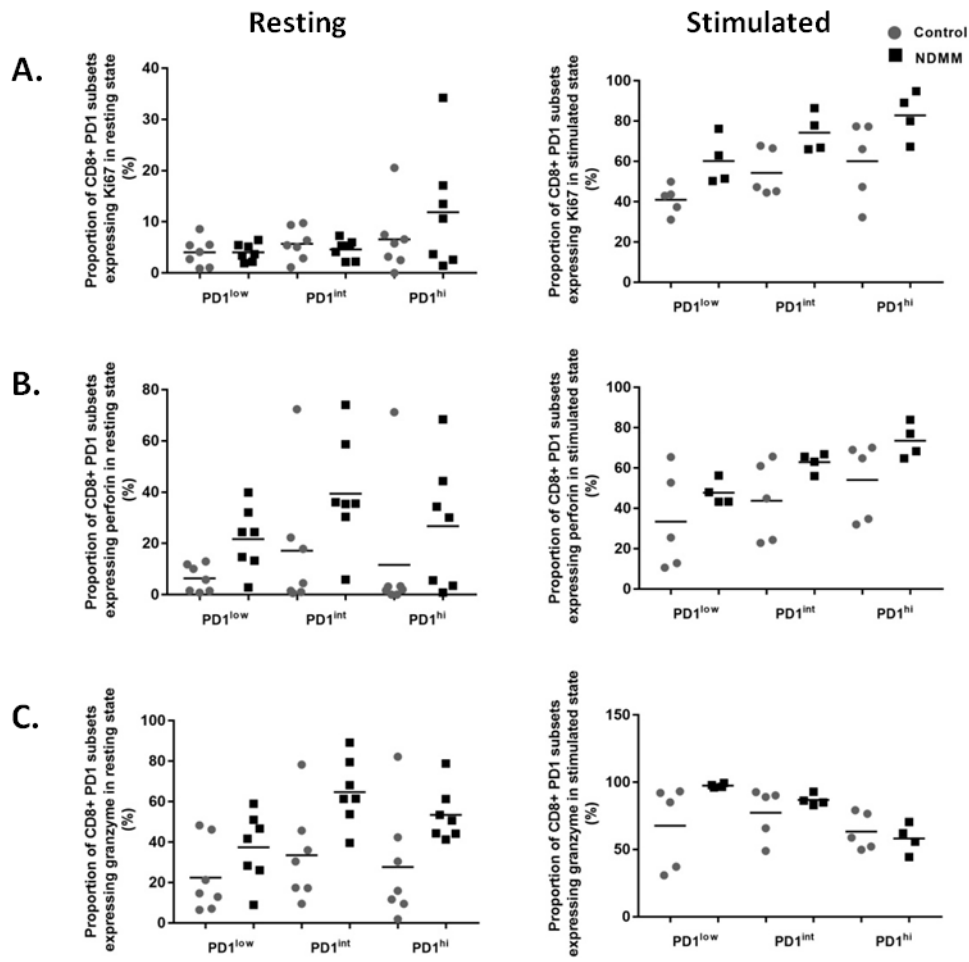 Resting
Stimulated
Control
NDMM
A.
Proportion of CD8+ PD1 subsets
expressing Ki67 in resting state
(%)
40
30
20
10
0
PD1low
PD1int
PD1hi
Proportion of CD8+ PD1 subsets
expressing Ki67 in stimulated state
(%)
100
80
60
40
20
0
PD1low
PD1int
PD1hi
B.
Proportion of CD8+ PD1 subsets
expressing perforin in resting state
(%)
80
60
40
20
0
PD1low
PD1int
PD1hi
Proportion of CD8+ PD1 subsets
expressing perforin in stimulated state
(%)
100
80
60
40
20
0
PD1low
PD1int
PD1hi
C.
Proportion of CD8+ PD1 subsets
expressing granzyme in resting state
(%)
100
80
60
40
20
0
PD1low
PD1int
PD1hi
Proportion of CD8+ PD1 subsets
expressing granzyme in stimulated state
(%)
150
100
50
0
PD1low
PD1int
PD1hi